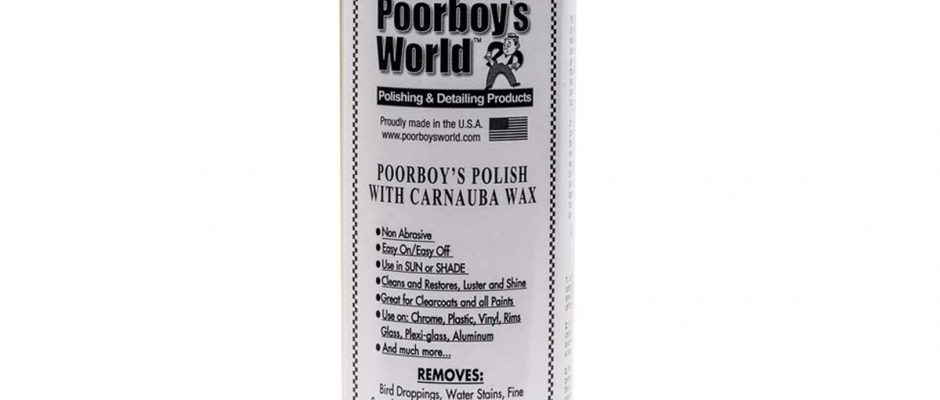 Poorboy's
World™
Polishing & Detailing Products
Proudly made in the U.S.A.
www.poorboysworld.com
POORBOY'S POLISH
WITH CARNAUBA WAX
•Non Abrasive
•Easy On/Easy Off
•Use in SUN or SHADE
•Cleans and Restores, Luster and Shine
•Great for Clearcoats and all Paints
•Use on: Chrome, Plastic, Vinyl, Rims
Glass, Plexi-glass, Aluminum
•And much more...
REMOVES:
Bird Droppings, Water Stains, Fine